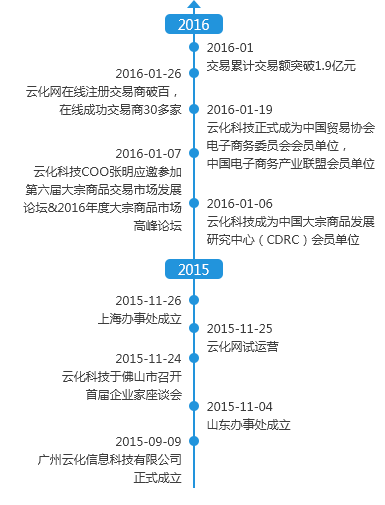 2016
2016-01
交易累计交易额突破1.9亿元
2016-01-26
云化网在线注册交易商破百，
在线成功交易商30多家
2016-01-19
云化科技正式成为中国贸易协会
电子商务委员会会员单位，
中国电子商务产业联盟会员单位
2016-01-07
云化科技COO张明应邀参加
第六届大宗商品交易市场发展
论坛&2016年度大宗商品市场
高峰论坛
2016-01-06
云化科技成为中国大宗商品发展
研究中心（CDRC）会员单位
2015
2015-11-26
上海办事处成立
2015-11-25
云化网试运营
2015-11-24
云化科技于佛山市召开
首届企业家座谈会
2015-11-04
山东办事处成立
2015-09-09
广州云化信息科技有限公司
正式成立